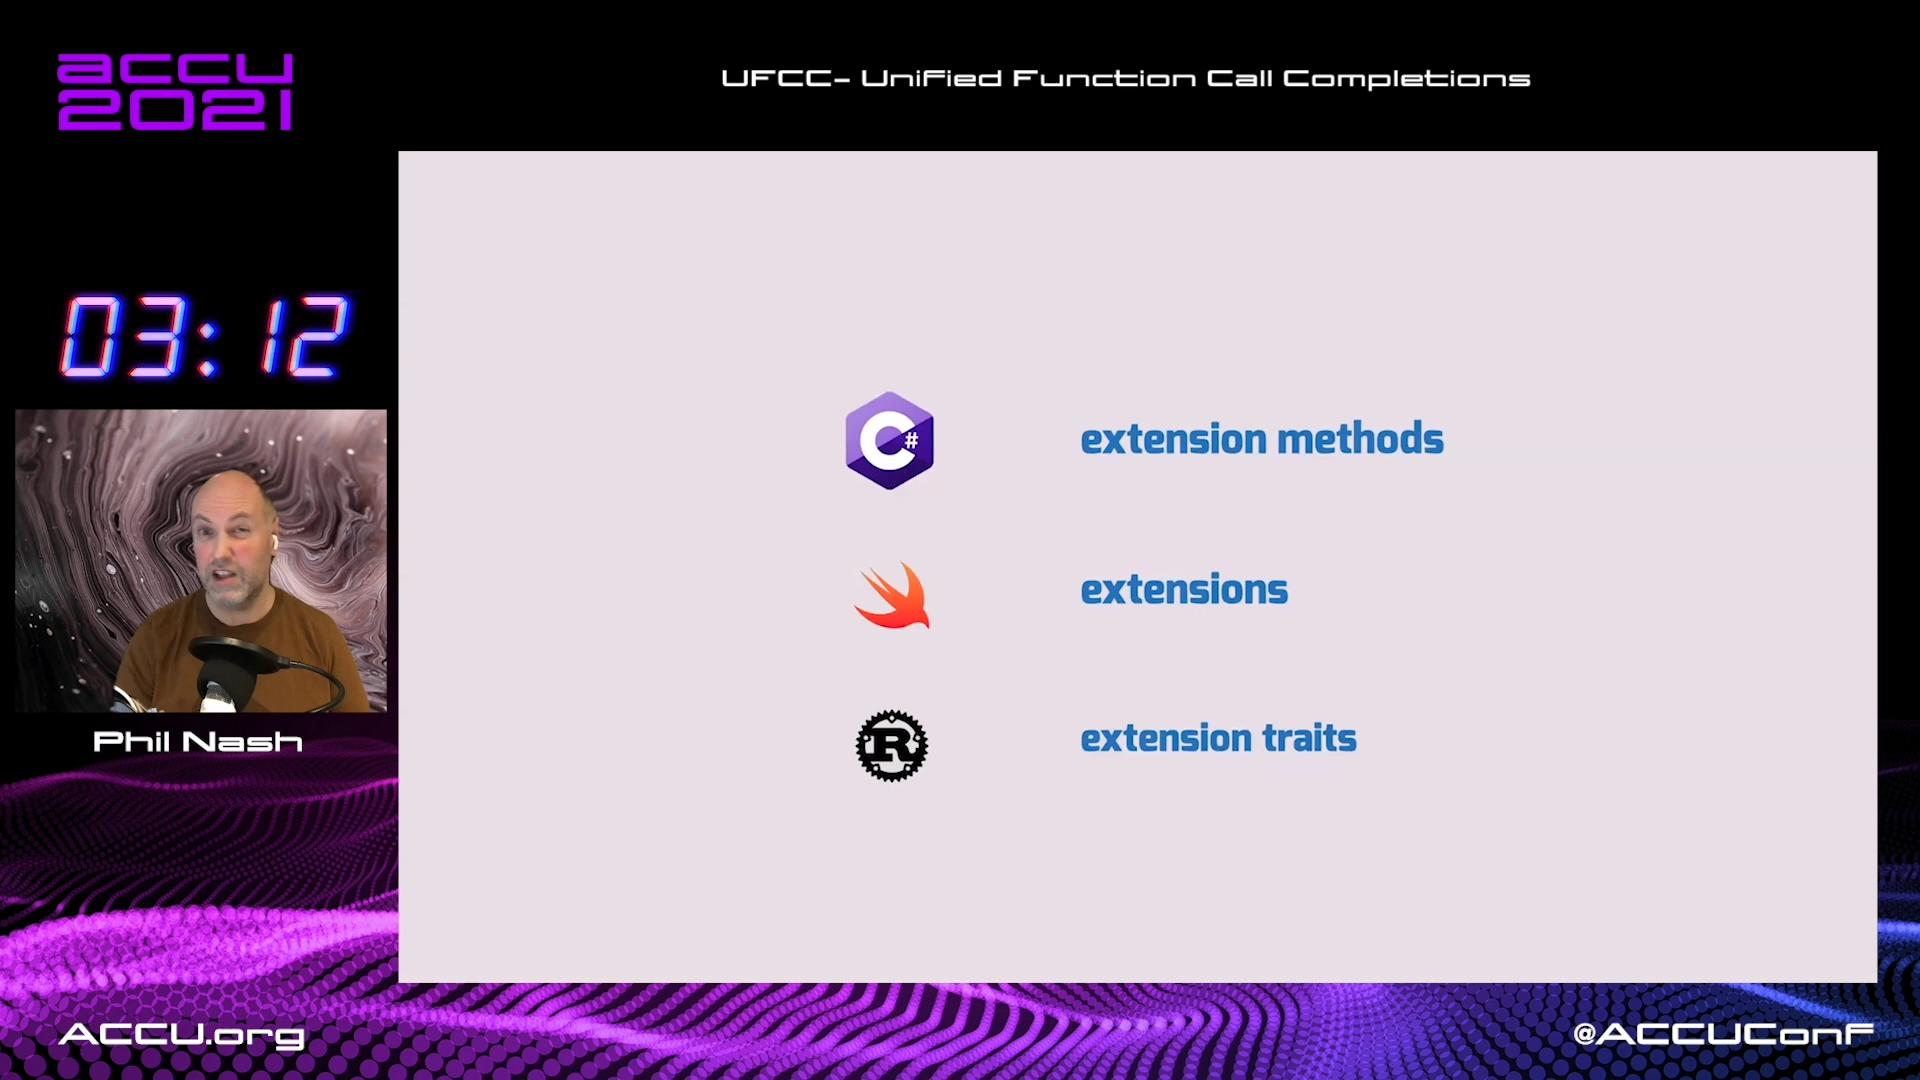 accu
2021
UFCC- Unified Function Call Completions
03:12
C#
extension methods
extensions
R
extension traits
Phil Nash
ACCU.org
@ACCUConf